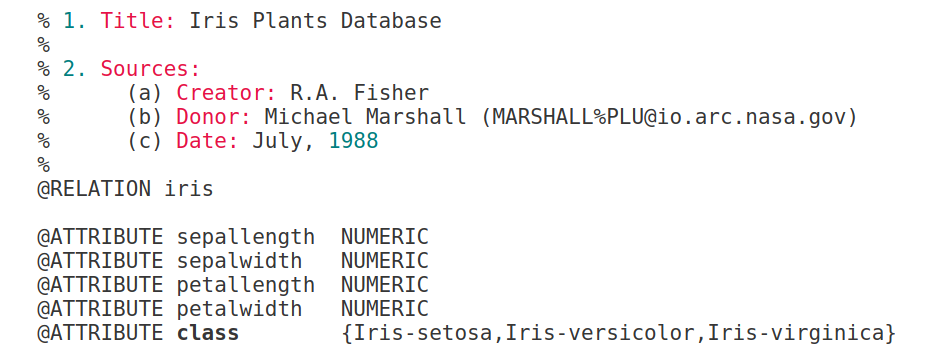 % 1. Title: Iris Plants Database
%
% 2. Sources:
%      (a) Creator: R.A. Fisher
%      (b) Donor: Michael Marshall (MARSHALL%PLU@io.arc.nasa.gov)
%      (c) Date: July, 1988
%
@RELATION iris

@ATTRIBUTE sepallength  NUMERIC
@ATTRIBUTE sepalwidth   NUMERIC
@ATTRIBUTE petallength  NUMERIC
@ATTRIBUTE petalwidth   NUMERIC
@ATTRIBUTE class        {Iris-setosa,Iris-versicolor,Iris-virginica}